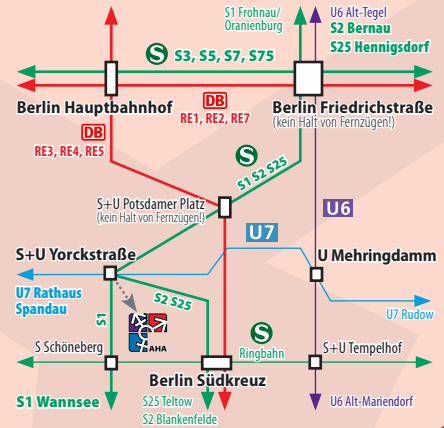 S1 Frohnau/
Oranienburg
U6 Alt-Tegel
S2 Bernau
S25 Hennigsdorf
S S3, S5, S7, S75
Berlin Hauptbahnhof
DB
RE1, RE2, RE7
Berlin Friedrichstraße
(kein Halt von Fernzügen!)
DB
RE3, RE4, RE5
S
S1 S2 S25
S+U Potsdamer Platz
(kein Halt von Fernzügen!)
U6
U7
S+U Yorckstraße
U Mehringdamm
U7 Rathaus
Spandau
S2 S25
U7 Rudow
S1
AHA
S
Ringbahn
S Schöneberg
S+U Tempelhof
Berlin Südkreuz
S1 Wannsee
S25 Teltow
S2 Blankenfelde
U6 Alt-Mariendorf